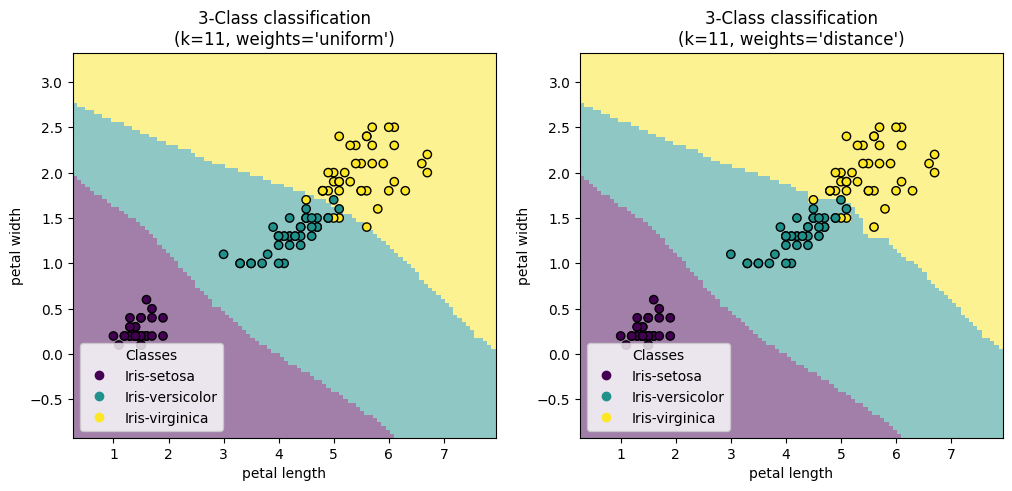 3-Class classification
(k=11, weights='uniform')
petal width
3.0
2.5
2.0
1.5
1.0
0.5
0.0
−0.5
Classes
Iris-setosa
Iris-versicolor
Iris-virginica
1 2 3 4 5 6 7
petal length
3-Class classification
(k=11, weights='distance')
petal width
3.0
2.5
2.0
1.5
1.0
0.5
0.0
−0.5
Classes
Iris-setosa
Iris-versicolor
Iris-virginica
1 2 3 4 5 6 7
petal length